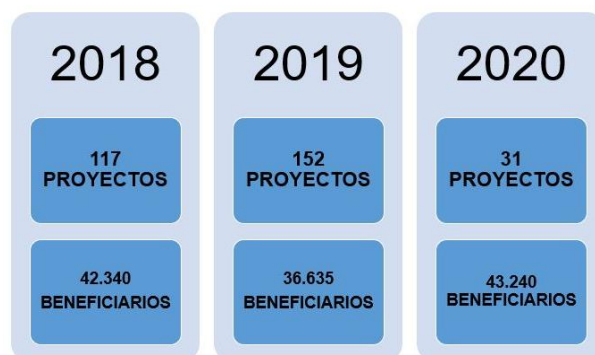 2018
117
PROYECTOS
42.340
BENEFICIARIOS
2019
152
PROYECTOS
36.635
BENEFICIARIOS
2020
31
PROYECTOS
43.240
BENEFICIARIOS